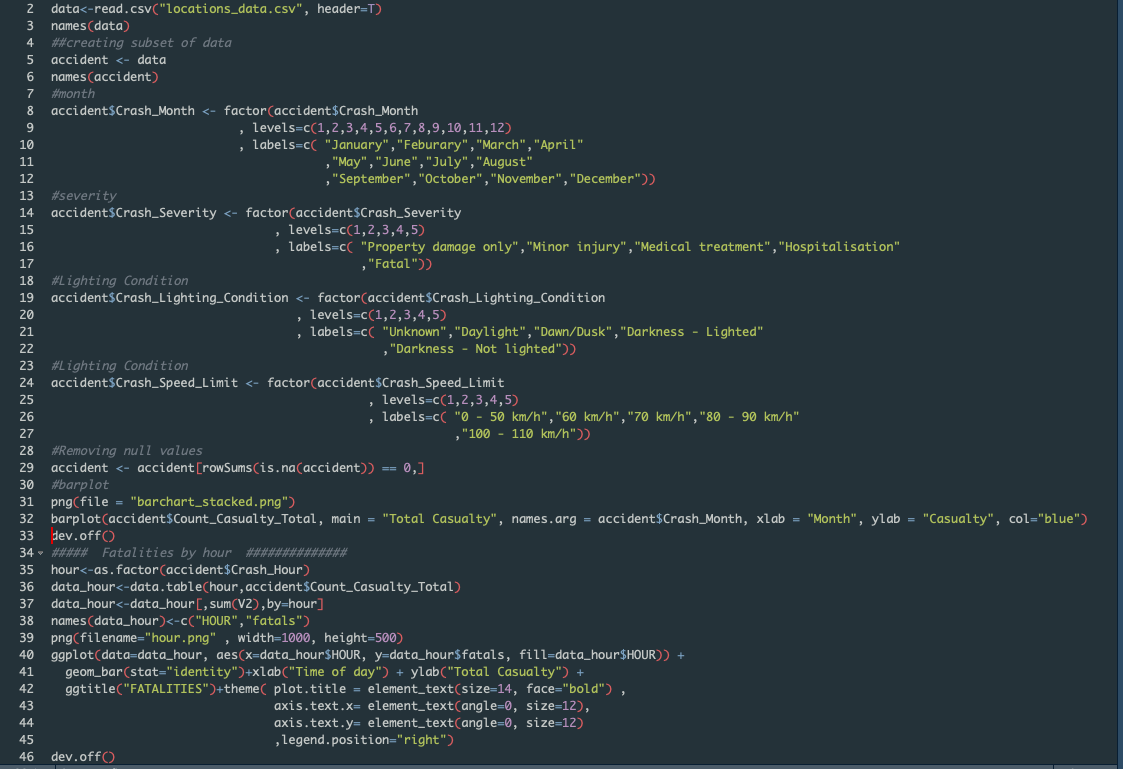 2 data<-read.csv("locations_data.csv", header=T)
3 names(data)
4 ##creating subset of data
5 accident <- data
6 names(accident)
7 #month
8 accident$Crash_Month <- factor(accident$Crash_Month
9 , levels=c(1,2,3,4,5,6,7,8,9,10,11,12)
10 , labels=c( "January","Feburary","March","April"
11 ,"May","June","July","August"
12 ,"September","October","November","December"))
13 #severity
14 accident$Crash_Severity <- factor(accident$Crash_Severity
15 , levels=c(1,2,3,4,5)
16 , labels=c( "Property damage only","Minor injury","Medical treatment","Hospitalisation"
17 ,"Fatal"))
18 #Lighting Condition
19 accident$Crash_Lighting_Condition <- factor(accident$Crash_Lighting_Condition
20 , levels=c(1,2,3,4,5)
21 , labels=c( "Unknown","Daylight","Dawn/Dusk","Darkness - Lighted"
22 ,"Darkness - Not lighted"))
23 #Lighting Condition
24 accident$Crash_Speed_Limit <- factor(accident$Crash_Speed_Limit
25 , levels=c(1,2,3,4,5)
26 , labels=c( "0 - 50 km/h","60 km/h","70 km/h","80 - 90 km/h"
27 ,"100 - 110 km/h"))
28 #Removing null values
29 accident <- accident[rowSums(is.na(accident)) == 0,]
30 #barplot
31 png(file = "barchart_stacked.png")
32 barplot(accident$Count_Casualty_Total, main = "Total Casualty", names.arg = accident$Crash_Month, xlab = "Month", ylab = "Casualty", col="blue")
33 dev.off()
34 ##### Fatalities by hour ##############
35 hour<-as.factor(accident$Crash_Hour)
36 data_hour<-data.table(hour,accident$Count_Casualty_Total)
37 data_hour<-data_hour[,sum(V2),by=hour]
38 names(data_hour)<-c("HOUR","fatals")
39 png(filename="hour.png" , width=1000, height=500)
40 ggplot(data=data_hour, aes(x=data_hour$HOUR, y=data_hour$fatals, fill=data_hour$HOUR)) +
41 geom_bar(stat="identity")+xlab("Time of day") + ylab("Total Casualty") +
42 ggtitle("FATALITIES")+theme( plot.title = element_text(size=14, face="bold") ,
43 axis.text.x= element_text(angle=0, size=12),
44 axis.text.y= element_text(angle=0, size=12)
45 ,legend.position="right")
46 dev.off()